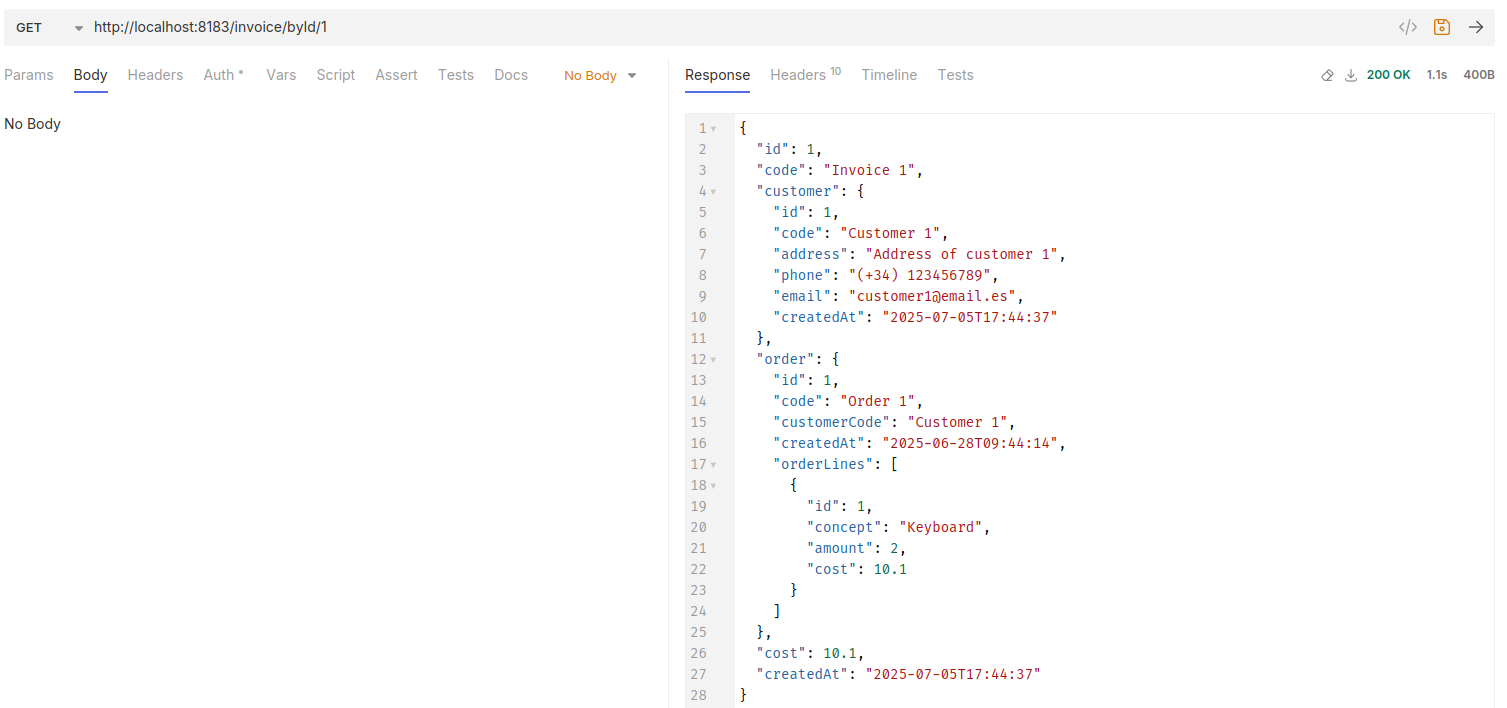 GET http://localhost:8183/invoice/byId/1 </>
Params Body Headers Auth * Vars Script Assert Tests Docs No Body
No Body
Response Headers 10 Timeline Tests 200 OK 1.1s 400B
1 {
2 "id": 1,
3 "code": "Invoice 1",
4 "customer": {
5 "id": 1,
6 "code": "Customer 1",
7 "address": "Address of customer 1",
8 "phone": "(+34) 123456789",
9 "email": "customer1@email.es",
10 "createdAt": "2025-07-05T17:44:37"
11 },
12 "order": {
13 "id": 1,
14 "code": "Order 1",
15 "customerCode": "Customer 1",
16 "createdAt": "2025-06-28T09:44:14",
17 "orderLines": [
18 {
19 "id": 1,
20 "concept": "Keyboard",
21 "amount": 2,
22 "cost": 10.1
23 }
24 ]
25 },
26 "cost": 10.1,
27 "createdAt": "2025-07-05T17:44:37"
28 }